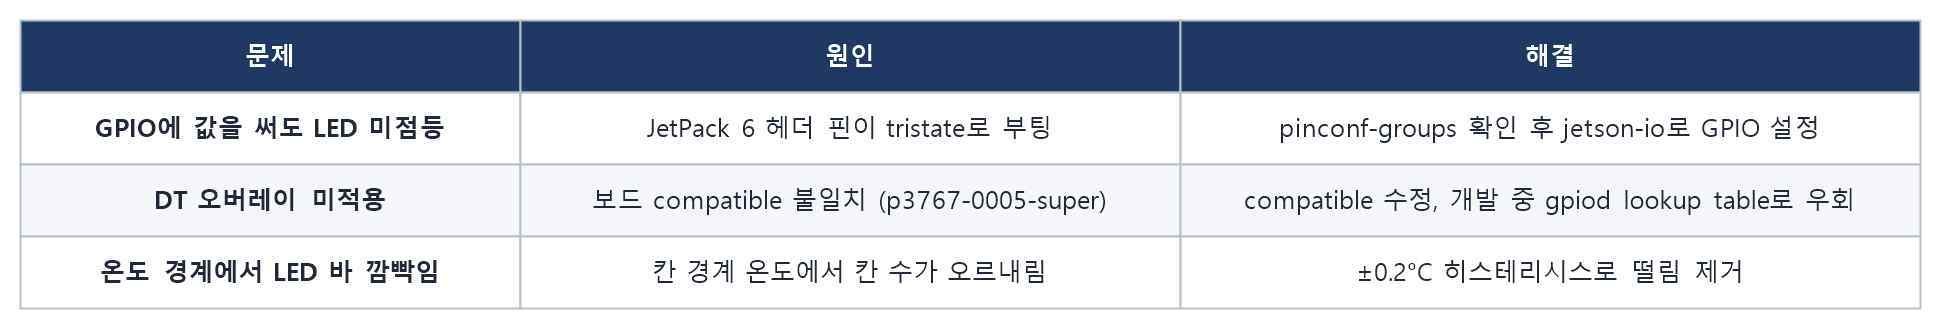 문제 원인 해결
GPIO에 값을 써도 LED 미점등 JetPack 6 헤더 핀이 tristate로 부팅 pinconf-groups 확인 후 jetson-io로 GPIO 설정
DT 오버레이 미적용 보드 compatible 불일치 (p3767-0005-super) compatible 수정, 개발 중 gpiod lookup table로 우회
온도 경계에서 LED 바 깜빡임 칸 경계 온도에서 칸 수가 오르내림 ±0.2°C 히스테리시스로 떨림 제거